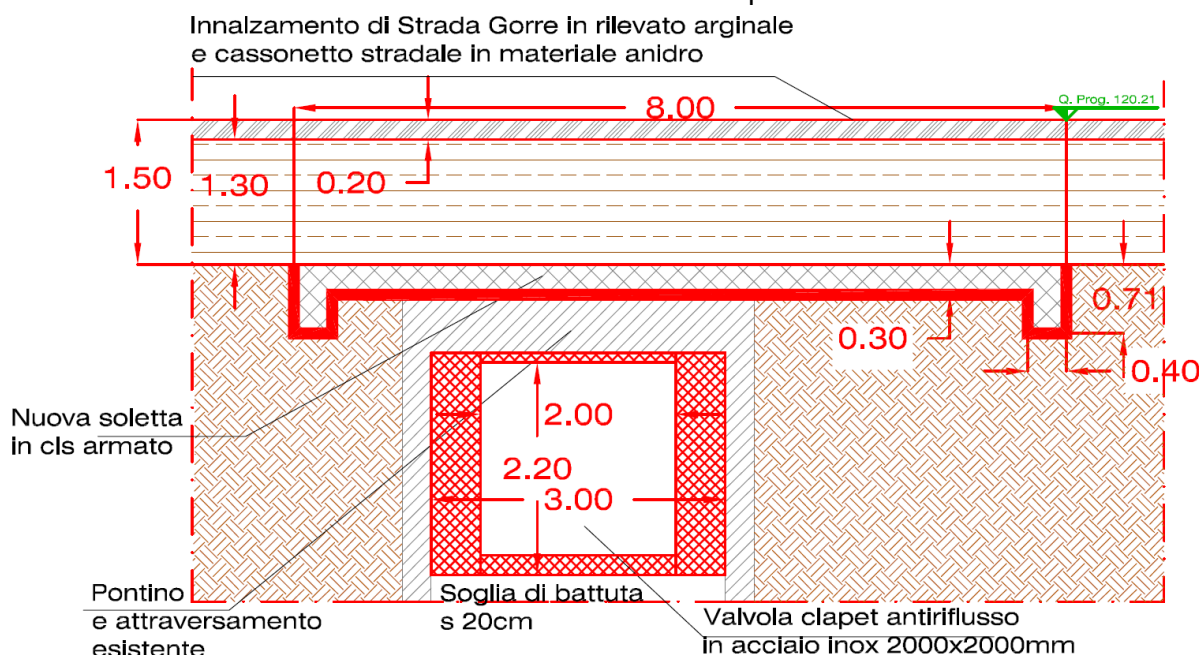 Innalzamento di Strada Gorre in rilevato arginale
e cassonetto stradale in materiale anidro
8.00
Q. Prog. 120.21
1.50
1.30
0.20
0.71
0.30
0.40
Nuova soletta
in cls armato
2.00
2.20
3.00
Pontino
e attraversamento
esistente
Soglia di battuta
s 20cm
Valvola clapet antiriflusso
in acciaio inox 2000x2000mm